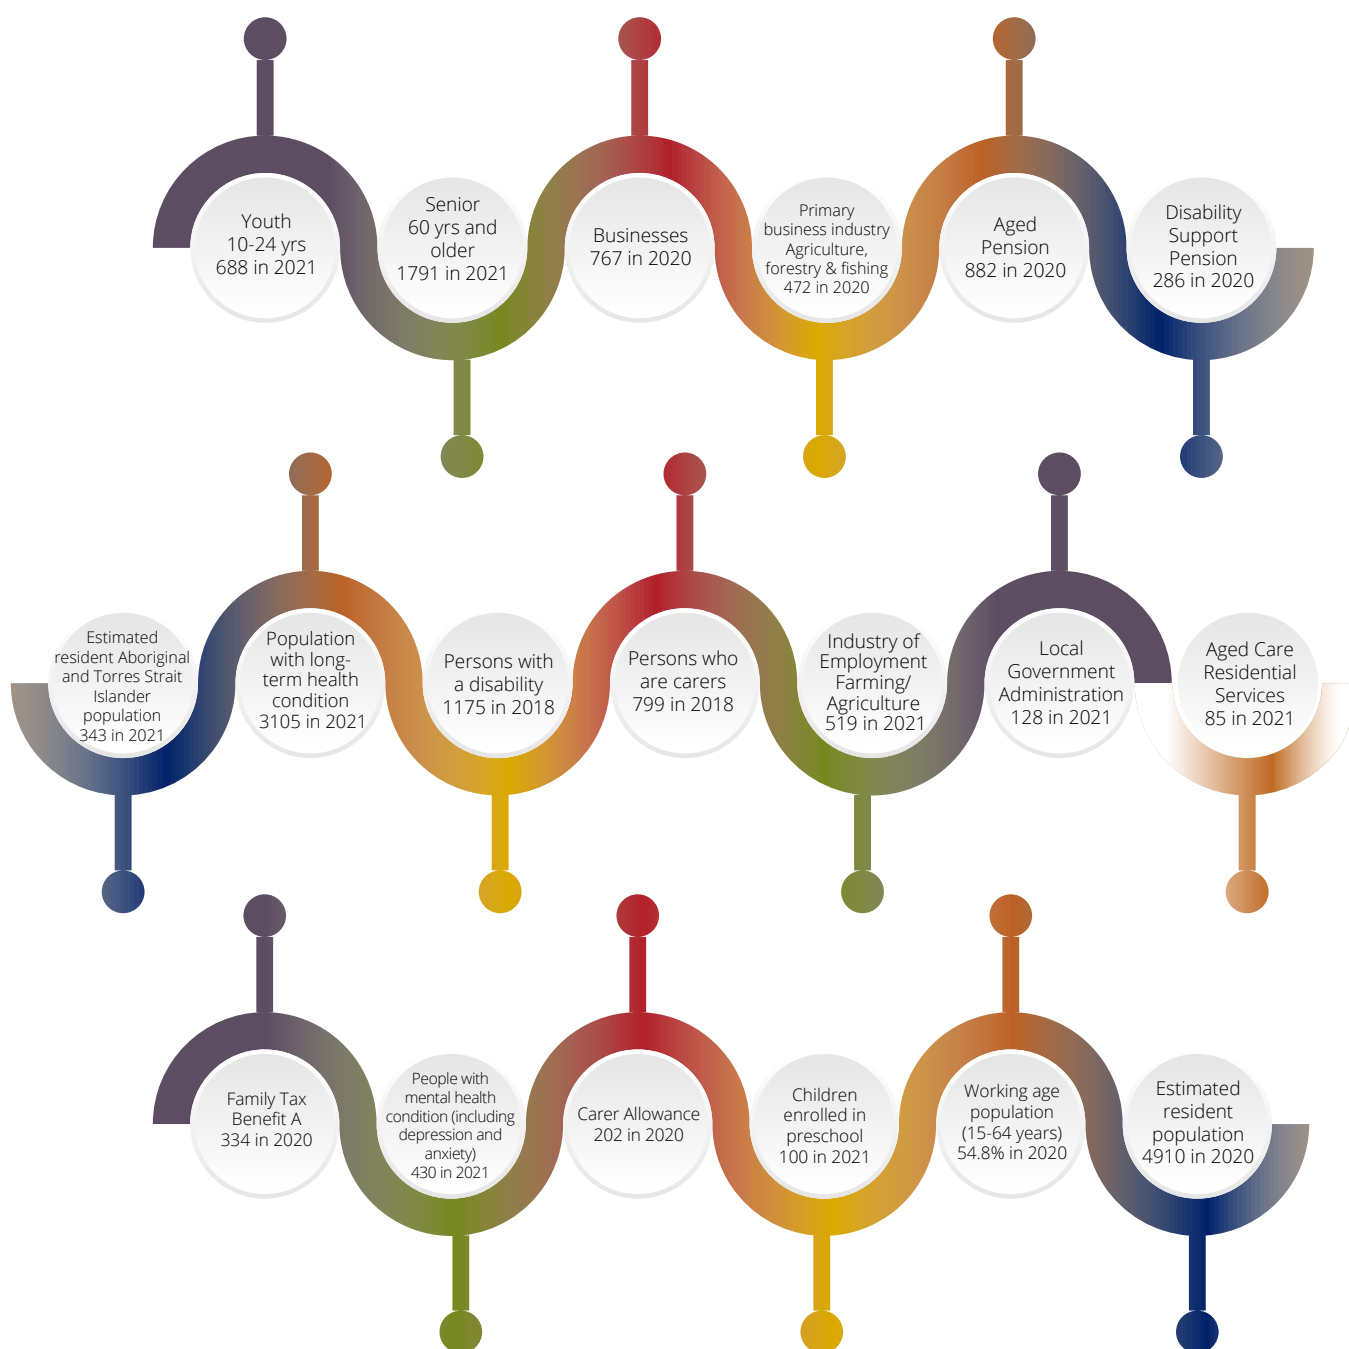 Youth
10-24 yrs
688 in 2021
Senior
60 yrs and
older
1791 in 2021
Businesses
767 in 2020
Primary
business industry
Agriculture,
forestry & fishing
472 in 2020
Aged
Pension
882 in 2020
Disability
Support
Pension
286 in 2020
Estimated
resident Aboriginal
and Torres Strait
Islander
population
343 in 2021
Population
with long-
term health
condition
3105 in 2021
Persons with
a disability
1175 in 2018
Persons who
are carers
799 in 2018
Industry of
Employment
Farming/
Agriculture
519 in 2021
Local
Government
Administration
128 in 2021
Aged Care
Residential
Services
85 in 2021
Family Tax
Benefit A
334 in 2020
People with
mental health
condition (including
depression and
anxiety)
430 in 2021
Carer Allowance
202 in 2020
Children
enrolled in
preschool
100 in 2021
Working age
population
(15-64 years)
54.8% in 2020
Estimated
resident
population
4910 in 2020